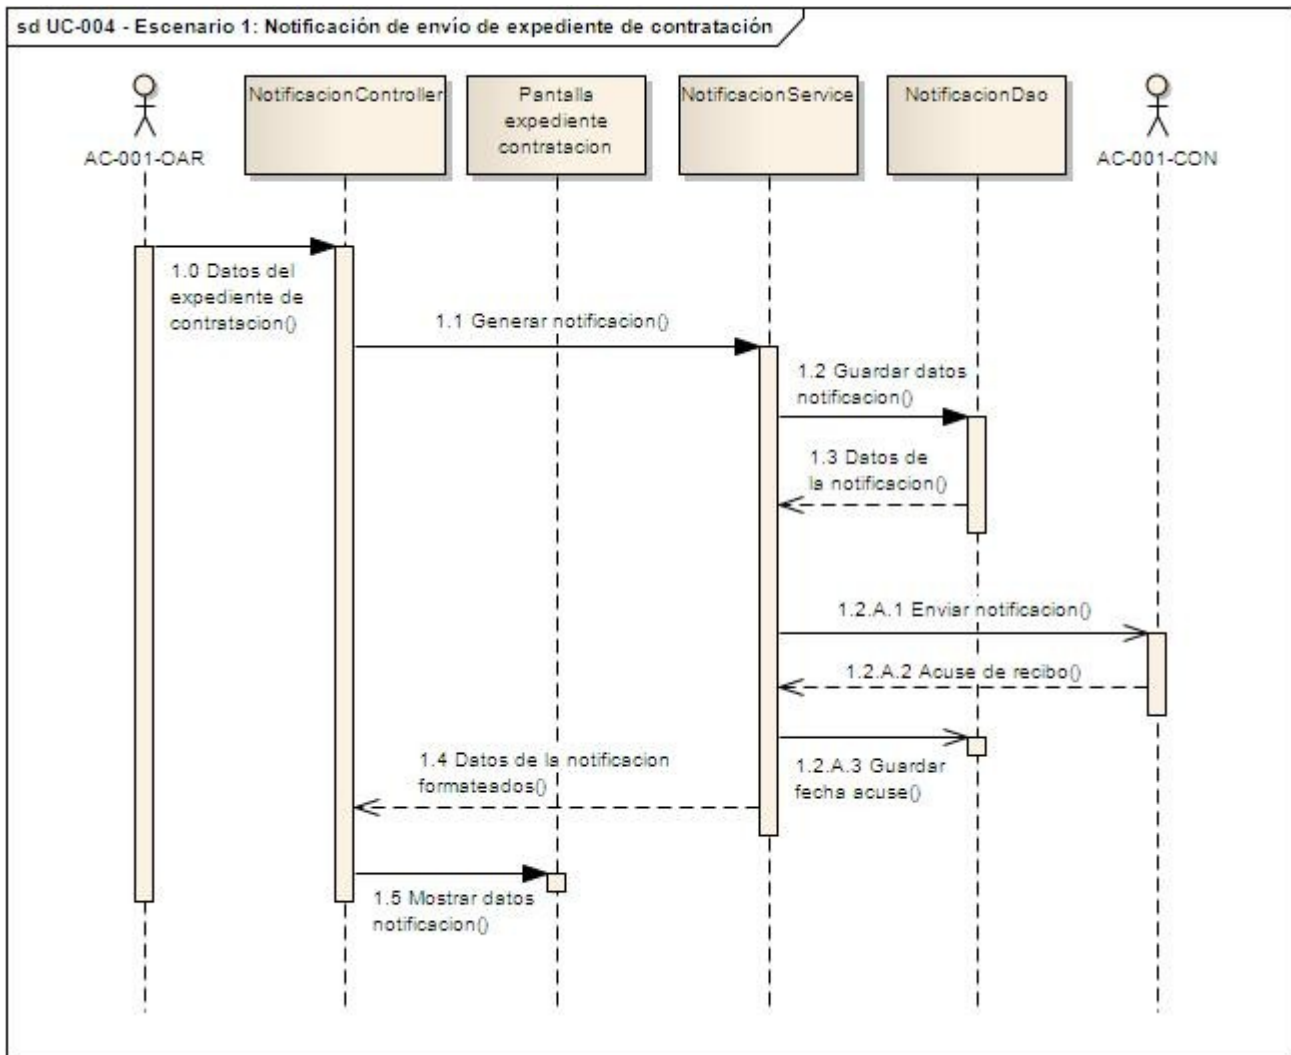 sd UC-004 - Escenario 1: Notificación de envío de expediente de contratación
AC-001-OAR
NotificacionController
Pantalla
expediente
contratacion
NotificacionService
NotificacionDao
AC-001-CON
1.0 Datos del
expediente de
contratacion()
1.1 Generar notificacion()
1.2 Guardar datos
notificacion()
1.3 Datos de
la notificacion()
1.2.A.1 Enviar notificacion()
1.2.A.2 Acuse de recibo()
1.2.A.3 Guardar
fecha acuse()
1.4 Datos de la notificacion
formateados()
1.5 Mostrar datos
notificacion()